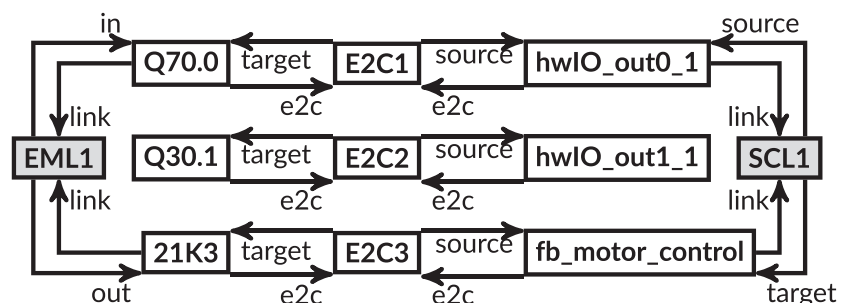 in source
Q70.0 target E2C1 source hwIO_out0_1
link e2c e2c link
EML1 Q30.1 target E2C2 source hwIO_out1_1 SCL1
link e2c e2c link
21K3 target E2C3 source fb_motor_control
out e2c e2c target